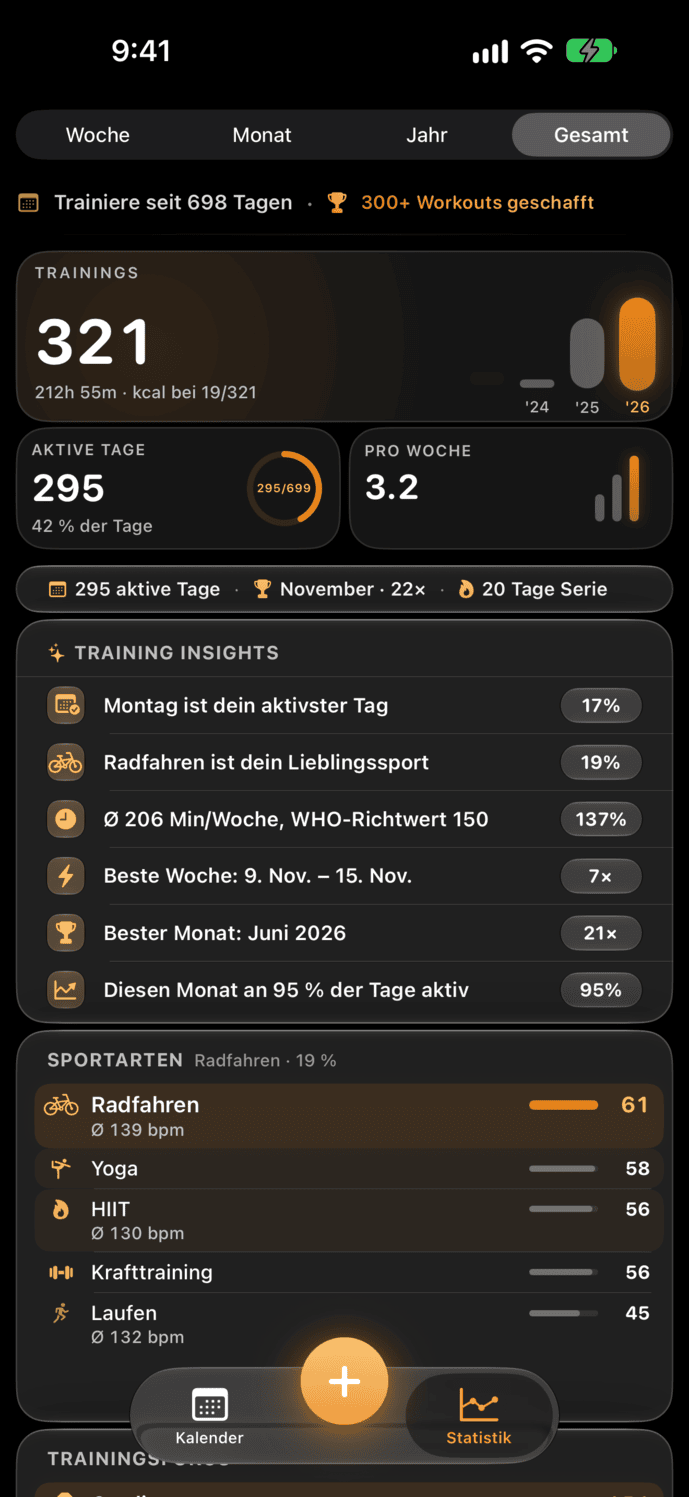 9:41
Woche Monat Jahr Gesamt
Trainiere seit 698 Tagen · 300+ Workouts geschafft
TRAININGS
321
212h 55m · kcal bei 19/321
'24 '25 '26
AKTIVE TAGE
295
42 % der Tage
295/699
PRO WOCHE
3.2
295 aktive Tage · November · 22× · 20 Tage Serie
TRAINING INSIGHTS
Montag ist dein aktivster Tag 17%
Radfahren ist dein Lieblingssport 19%
Ø 206 Min/Woche, WHO-Richtwert 150 137%
Beste Woche: 9. Nov. – 15. Nov. 7×
Bester Monat: Juni 2026 21×
Diesen Monat an 95 % der Tage aktiv 95%
SPORTARTEN Radfahren · 19 %
Radfahren 61
Ø 139 bpm
Yoga 58
HIIT 56
Ø 130 bpm
Krafttraining 56
Laufen 45
Ø 132 bpm
Kalender Statistik